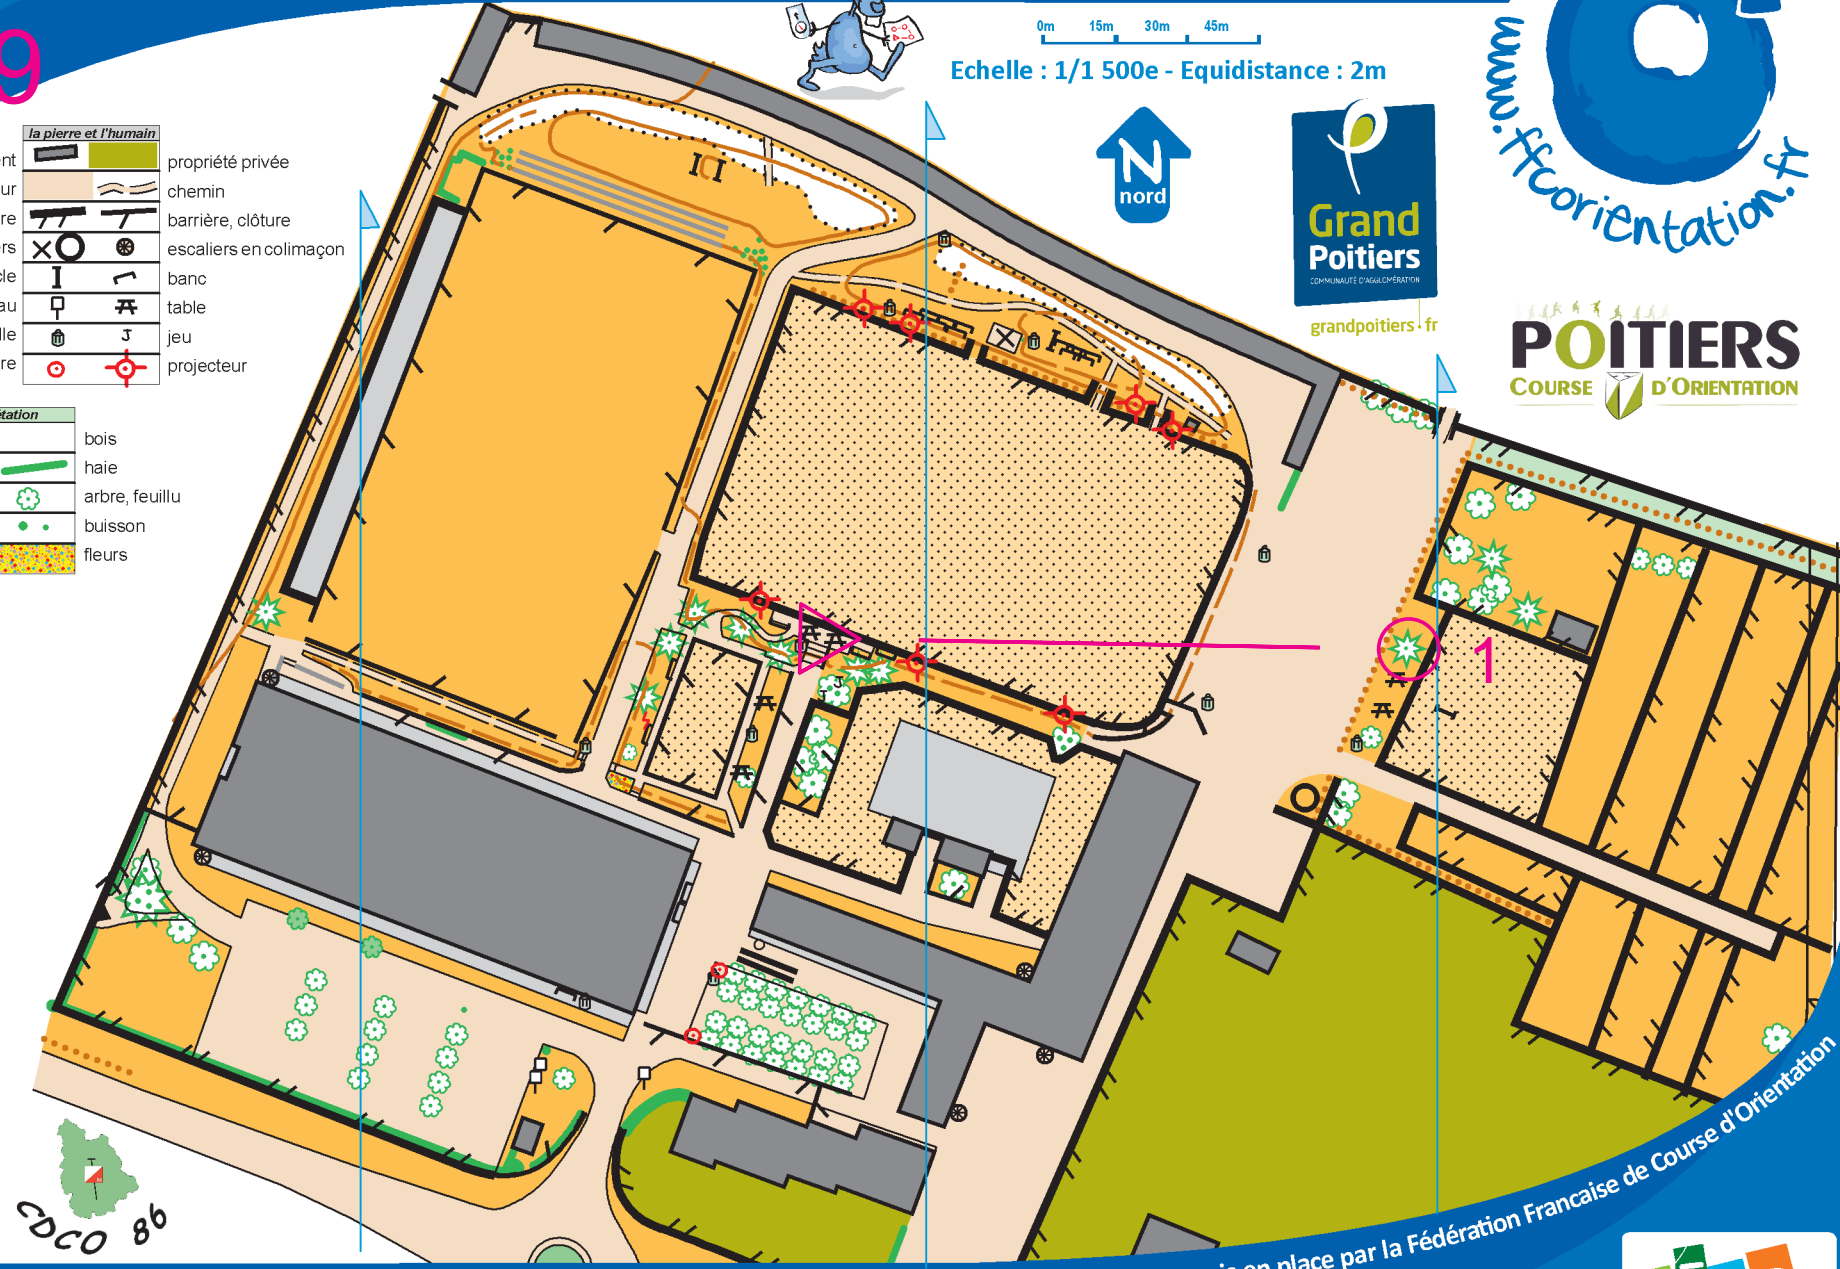 9
0m 15m 30m 45m
Echelle : 1/1 500e - Equidistance : 2m
N
nord
Grand
Poitiers
COMMUNAUTÉ D'AGGLOMÉRATION
grandpoitiers.fr
www.ffcorientation.fr
POITIERS
COURSE D'ORIENTATION
la pierre et l'humain
propriété privée
chemin
barrière, clôture
escaliers en colimaçon
banc
table
jeu
projecteur
bois
haie
arbre, feuillu
buisson
fleurs
1
CDCO 86
en place par la Fédération Francaise de Course d'Orientation